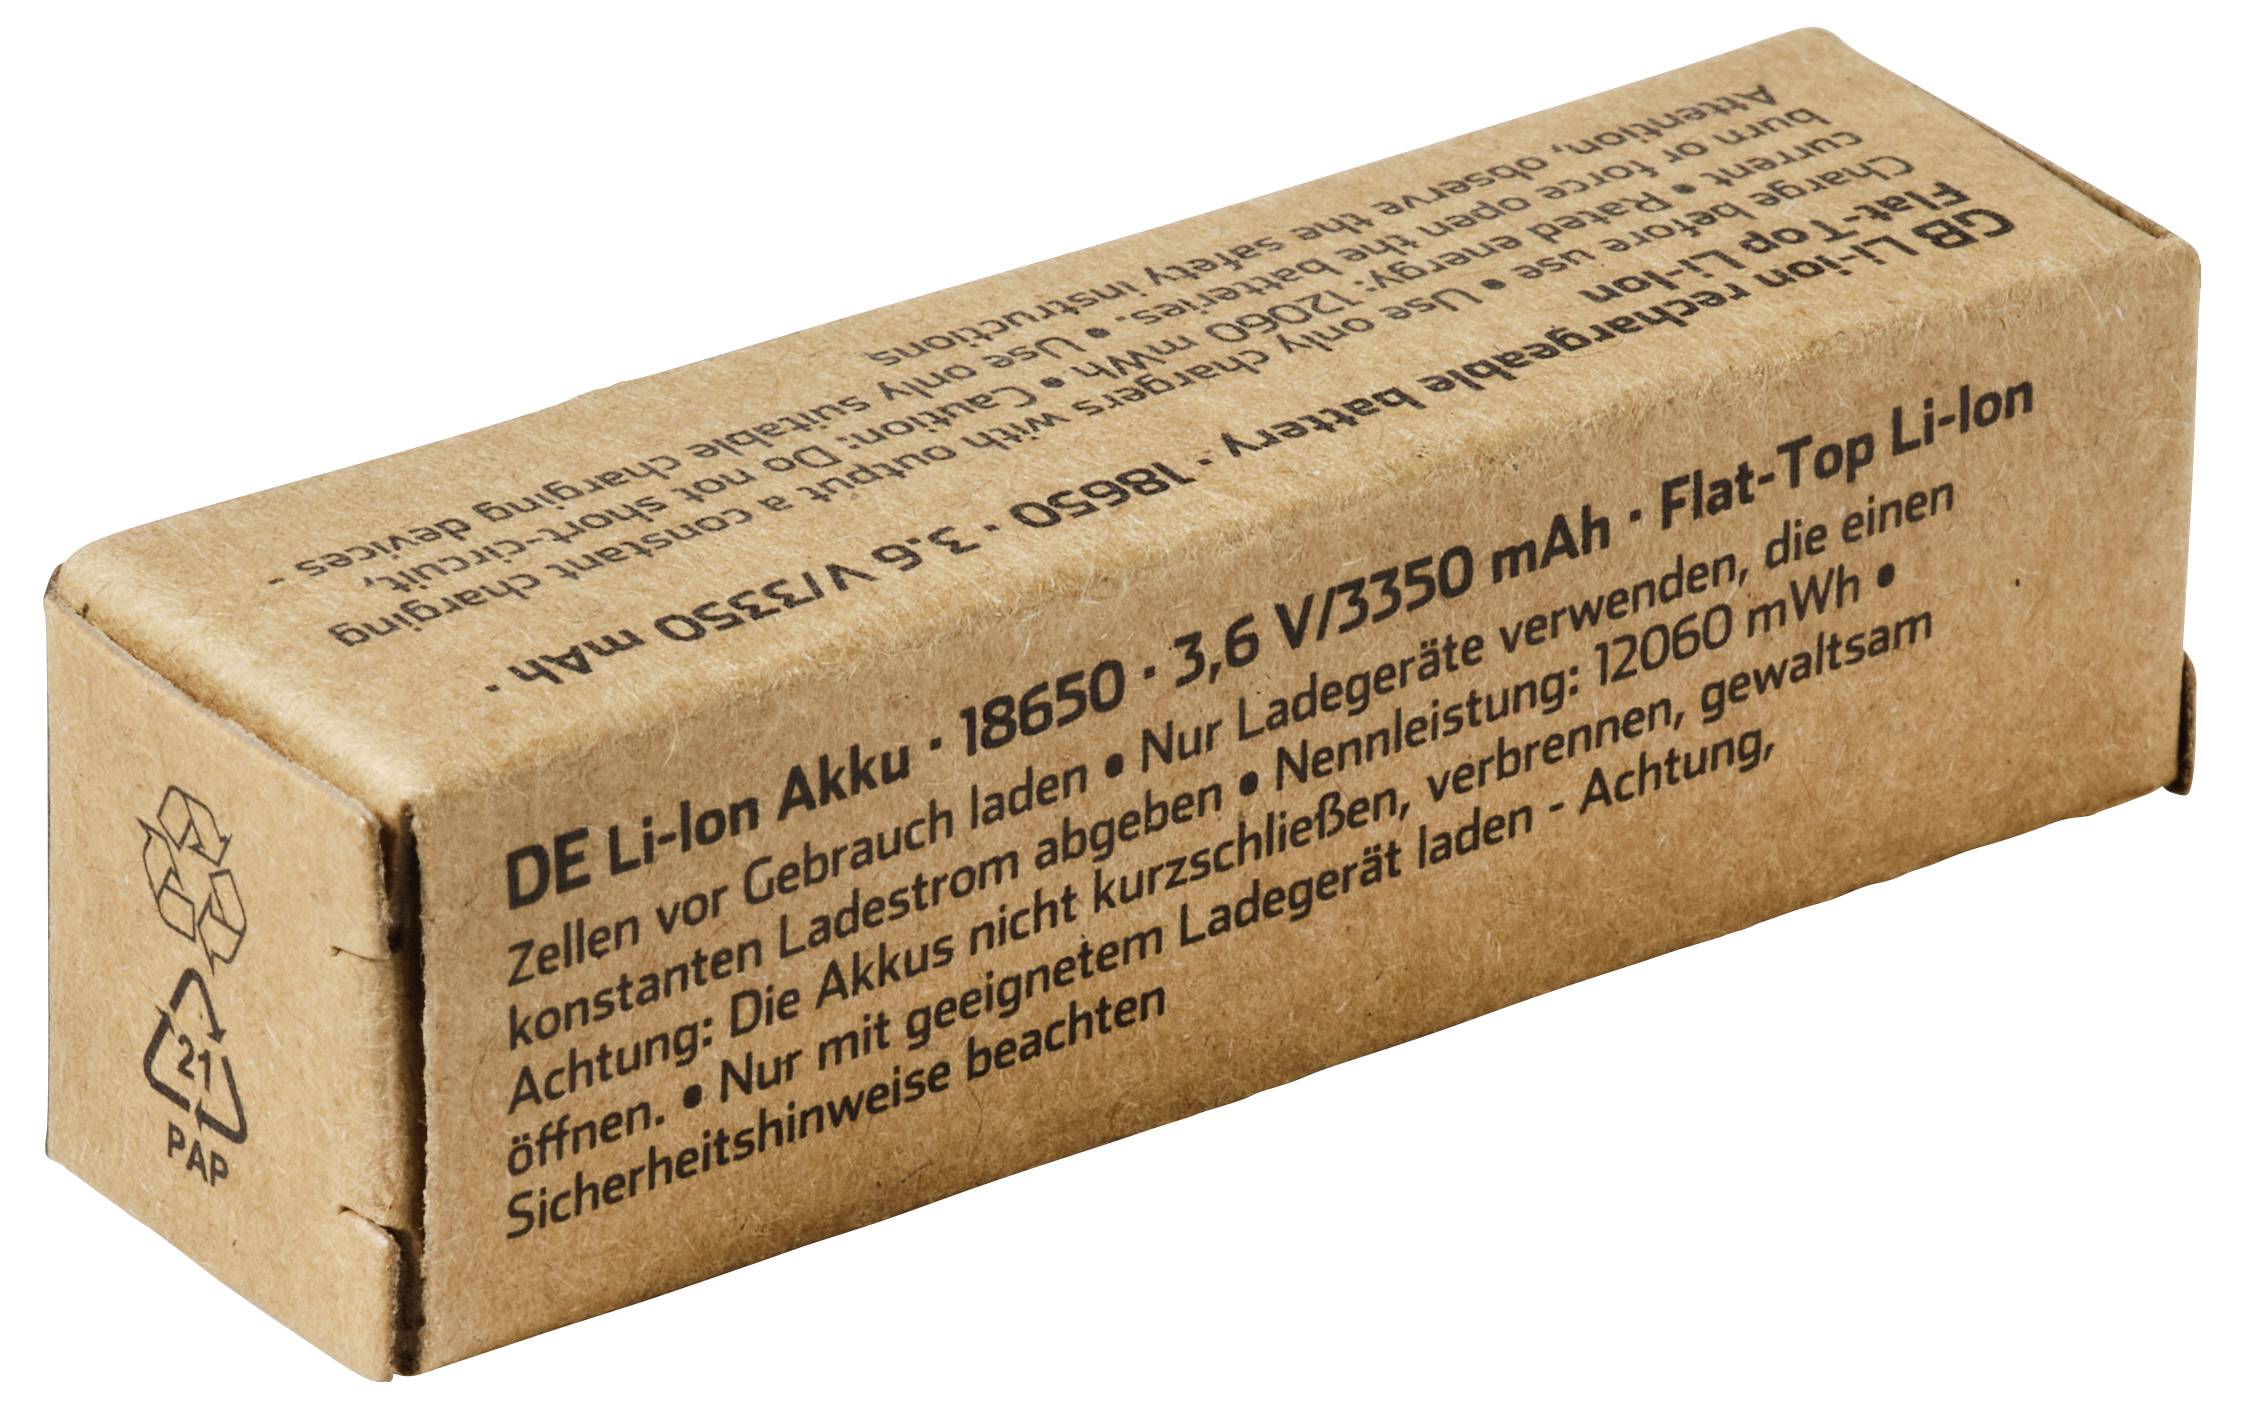 GB Li-ion rechargeable battery · 18650 · 3.6 V/3350 mAh ·
Flat-Top Li-Ion
Charge before use • Use only chargers with output a constant charging
current • Rated energy: 12060 mWh • Caution: Do not short-circuit,
burn or force open the batteries. • Use only suitable charging devices -
Attention, observe the safety instructions
DE Li-Ion Akku · 18650 · 3,6 V/3350 mAh · Flat-Top Li-Ion
Zellen vor Gebrauch laden • Nur Ladegeräte verwenden, die einen
konstanten Ladestrom abgeben • Nennleistung: 12060 mWh •
Achtung: Die Akkus nicht kurzschließen, verbrennen, gewaltsam
öffnen. • Nur mit geeignetem Ladegerät laden - Achtung,
Sicherheitshinweise beachten
21
PAP